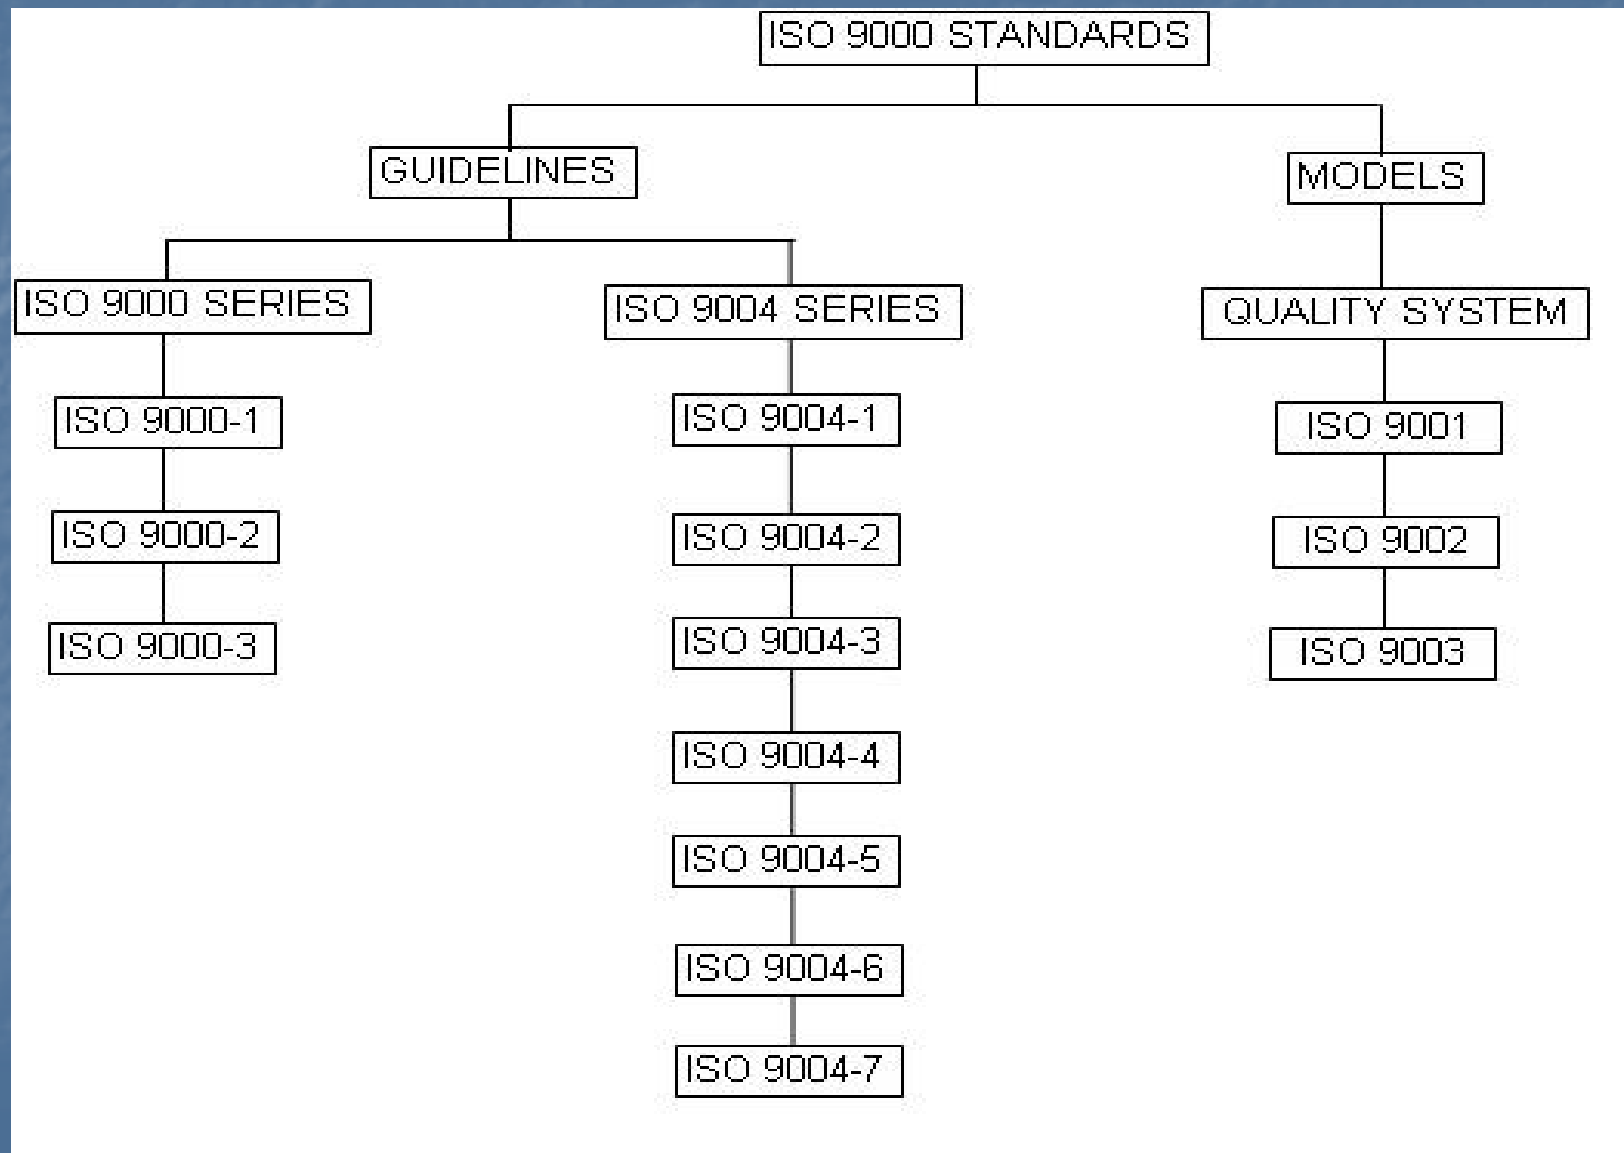 ISO 9000 STANDARDS
GUIDELINES
MODELS
ISO 9000 SERIES
ISO 9004 SERIES
QUALITY SYSTEM
ISO 9000-1
ISO 9004-1
ISO 9001
ISO 9000-2
ISO 9004-2
ISO 9002
ISO 9000-3
ISO 9004-3
ISO 9003
ISO 9004-4
ISO 9004-5
ISO 9004-6
ISO 9004-7